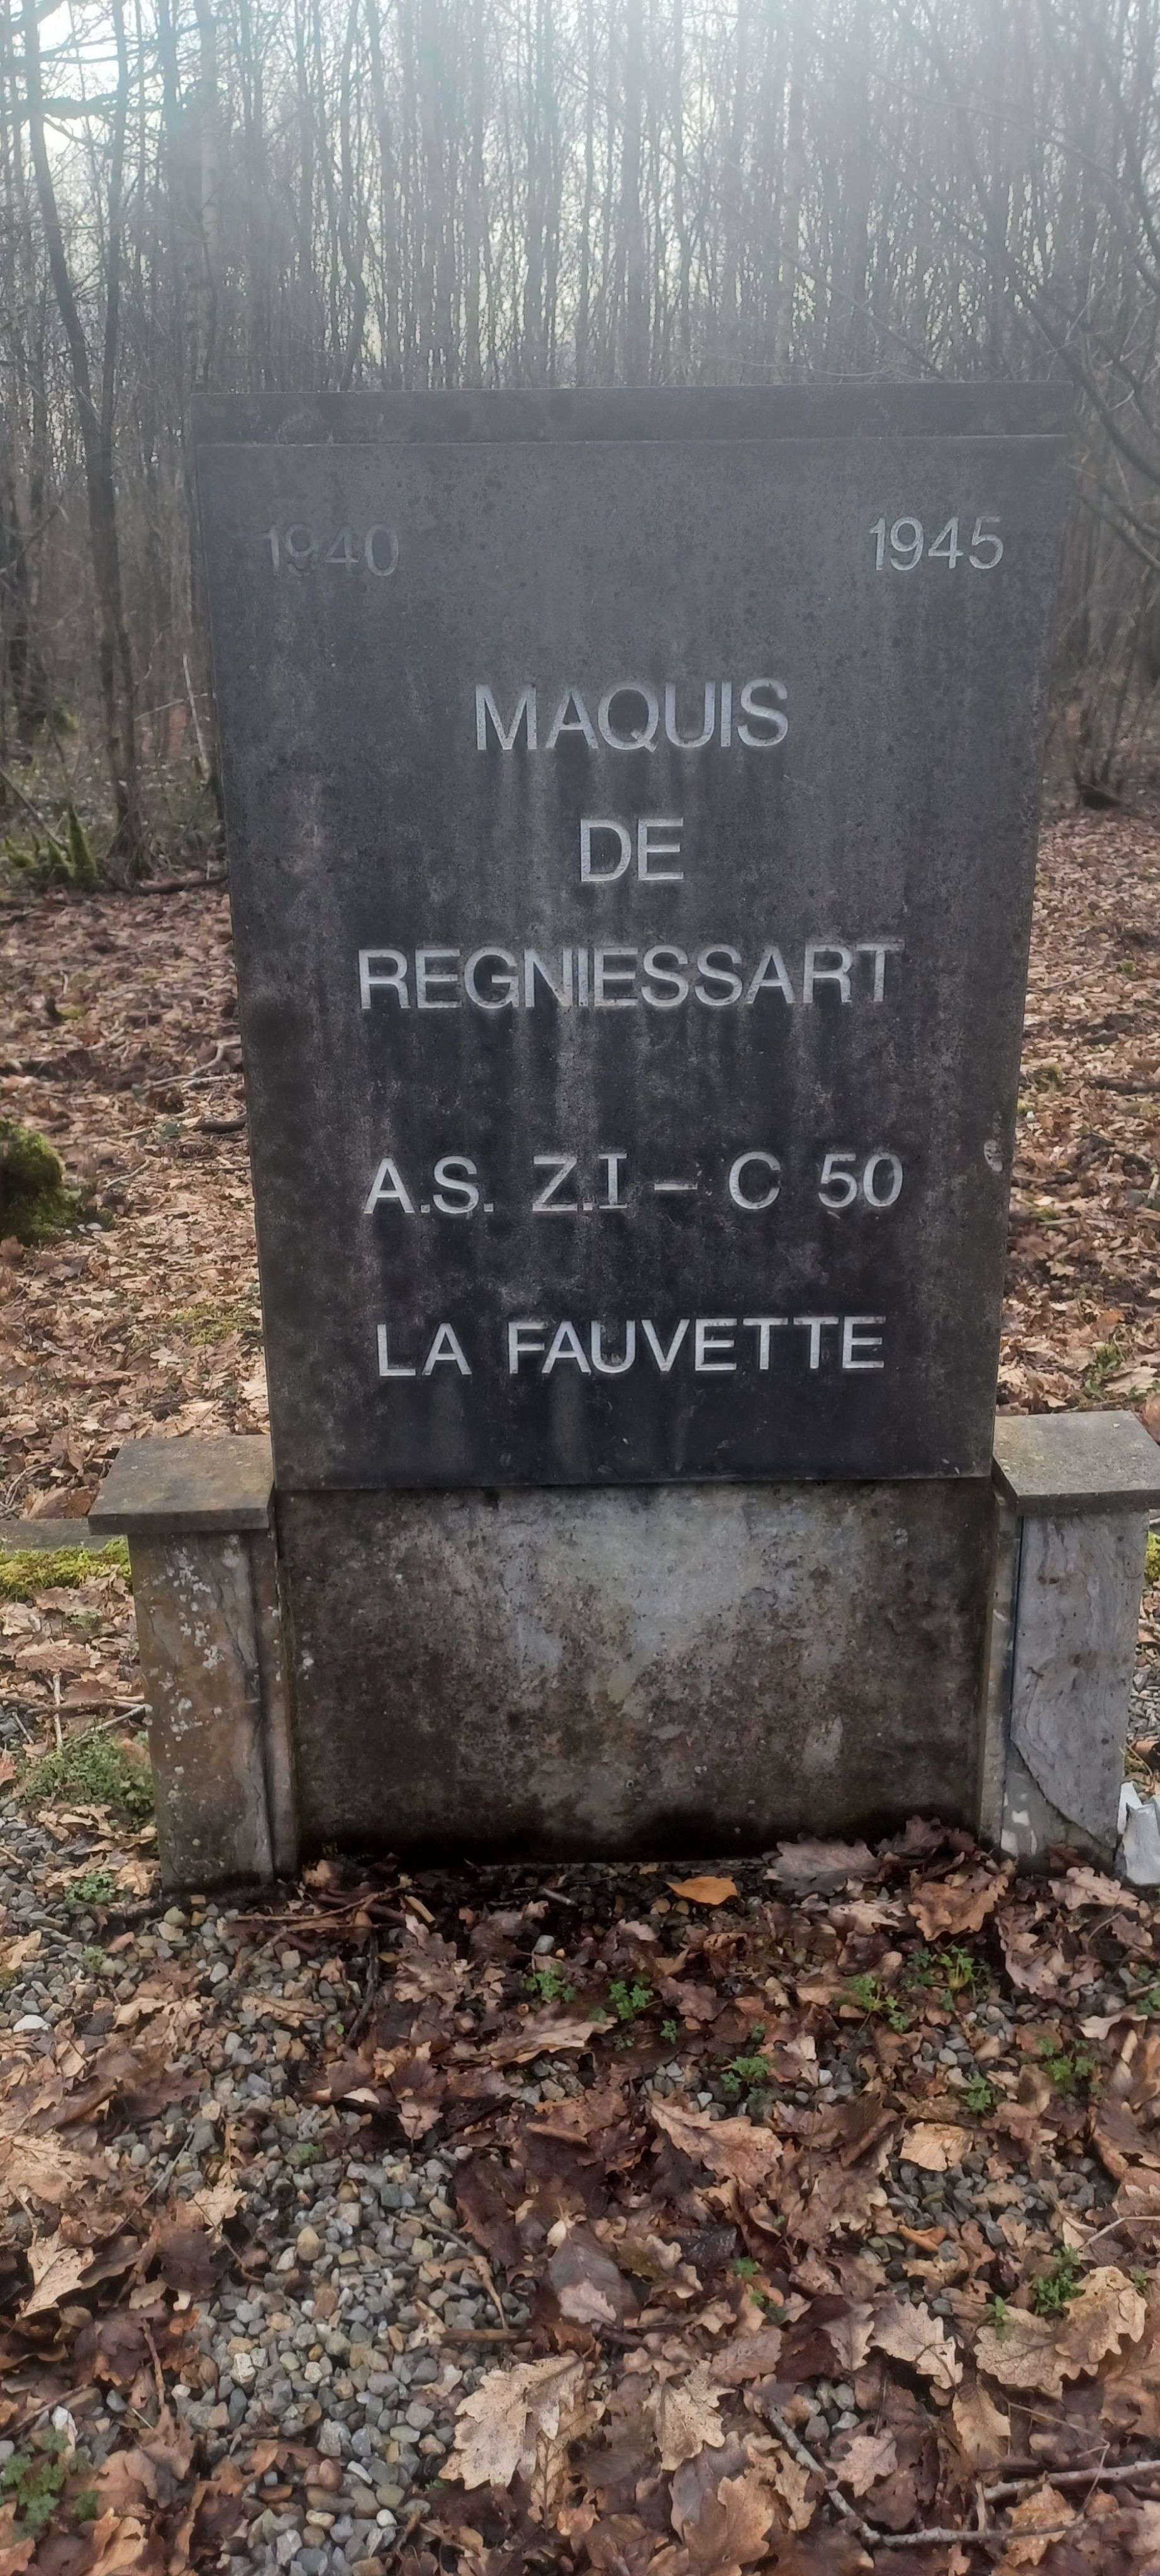 1940 1945
MAQUIS
DE
REGNIESSART
A.S. Z.I – C 50
LA FAUVETTE